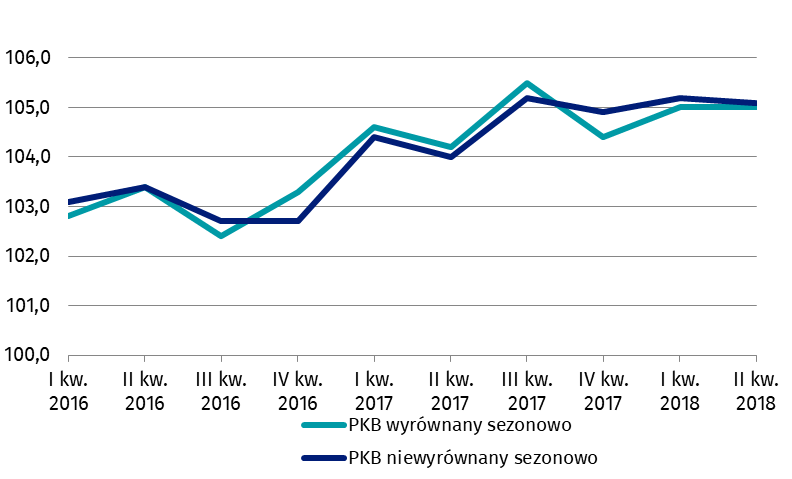 106,0
105,0
104,0
103,0
102,0
101,0
100,0
I kw. II kw. III kw. IV kw. I kw. II kw. III kw. IV kw. I kw. II kw.
2016 2016 2016 2016 2017 2017 2017 2017 2018 2018
PKB wyrównany sezonowo
PKB niewyrównany sezonowo